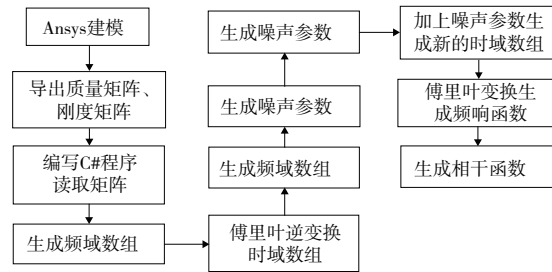 Ansys建模
导出质量矩阵、
刚度矩阵
编写C#程序
读取矩阵
生成频域数组
傅里叶逆变换
时域数组
生成频域数组
生成噪声参数
生成噪声参数
加上噪声参数生
成新的时域数组
傅里叶变换生
成频响函数
生成相干函数